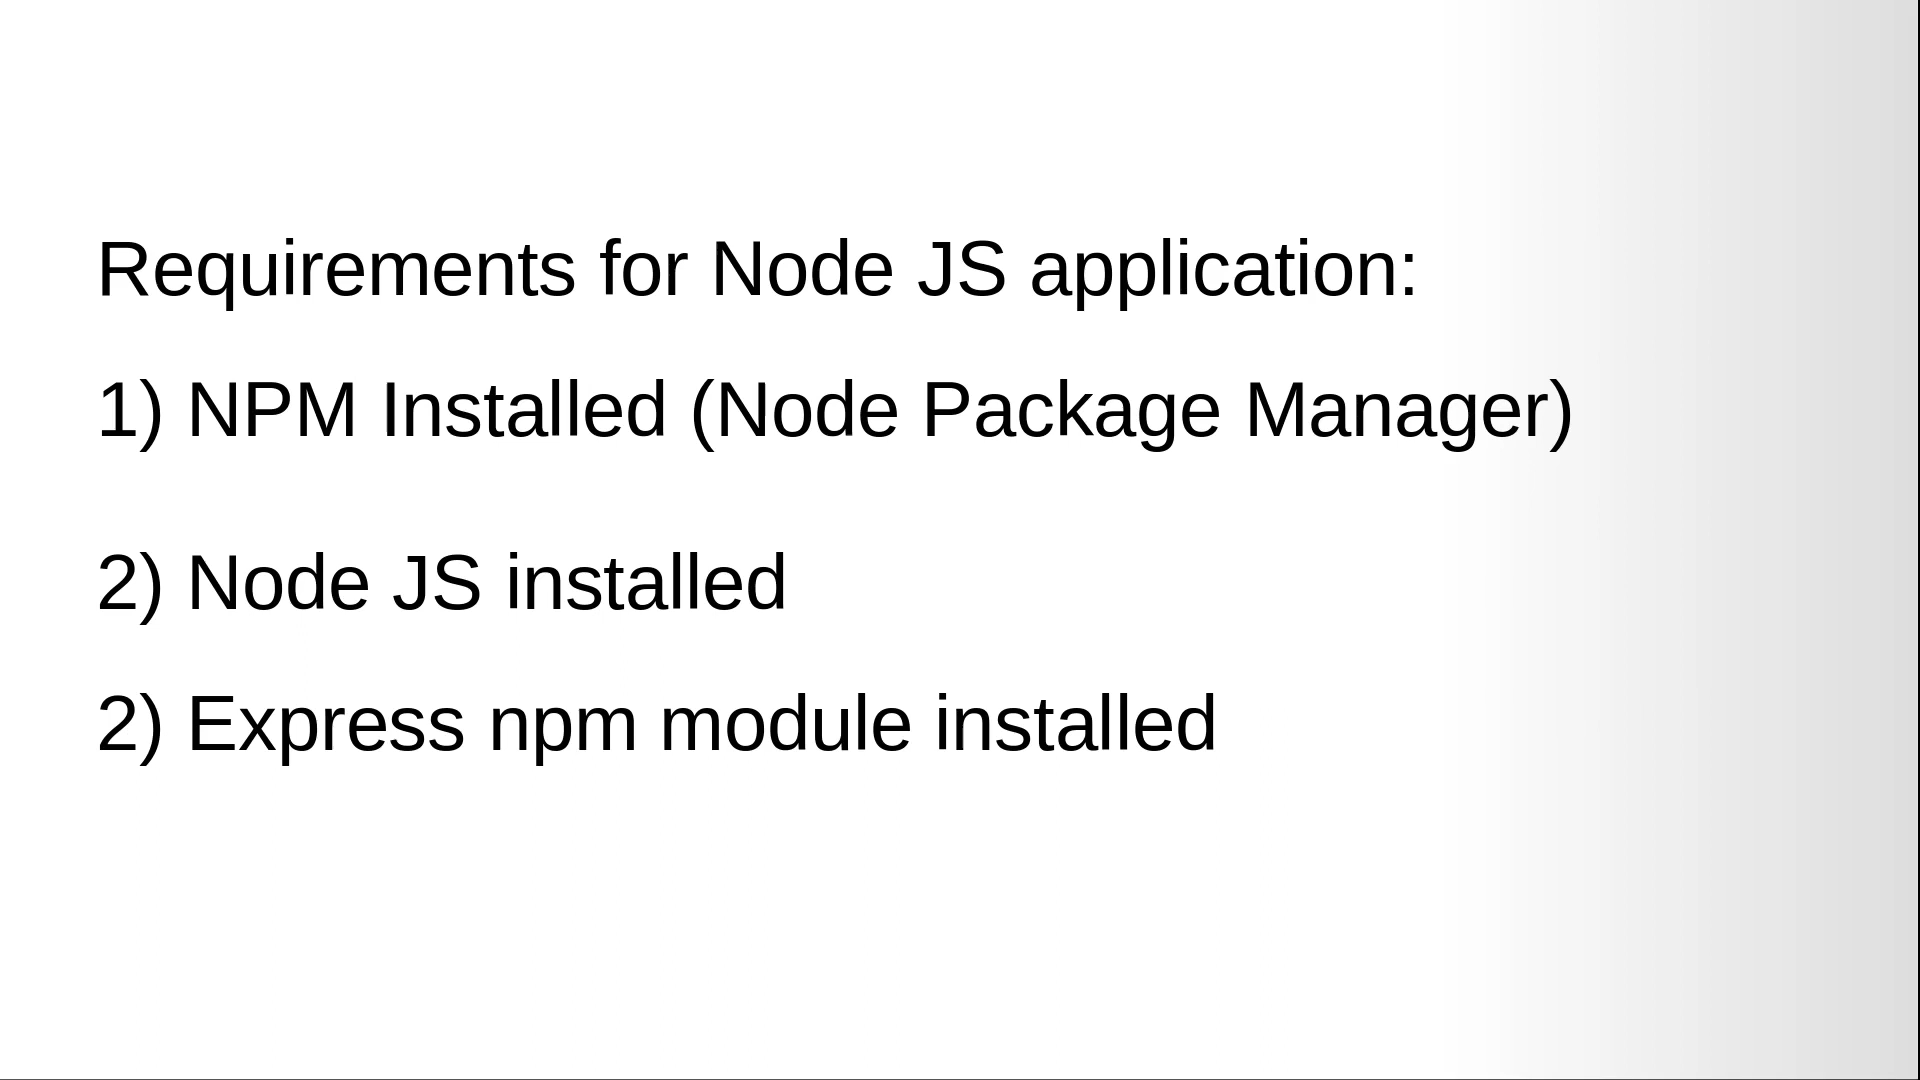 Requirements for Node JS application:
1) NPM Installed (Node Package Manager)
2) Node JS installed
2) Express npm module installed